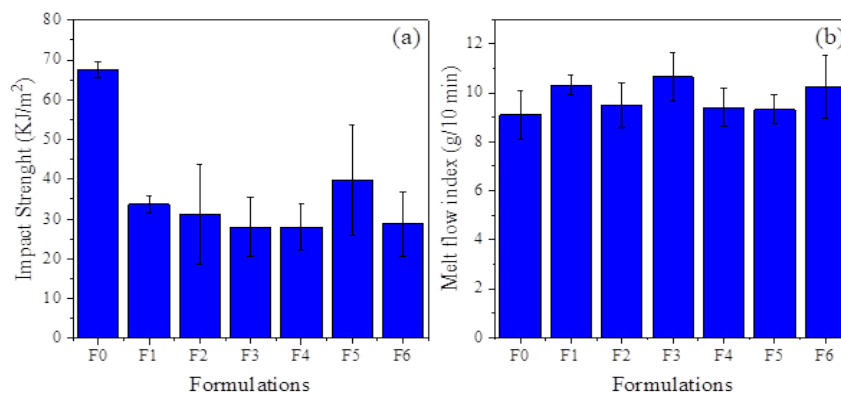 (a)
Impact Strenght (KJ/m²)
80
70
60
50
40
30
20
10
0
F0 F1 F2 F3 F4 F5 F6
Formulations
(b)
Melt flow index (g/10 min)
12
10
8
6
4
2
0
F0 F1 F2 F3 F4 F5 F6
Formulations